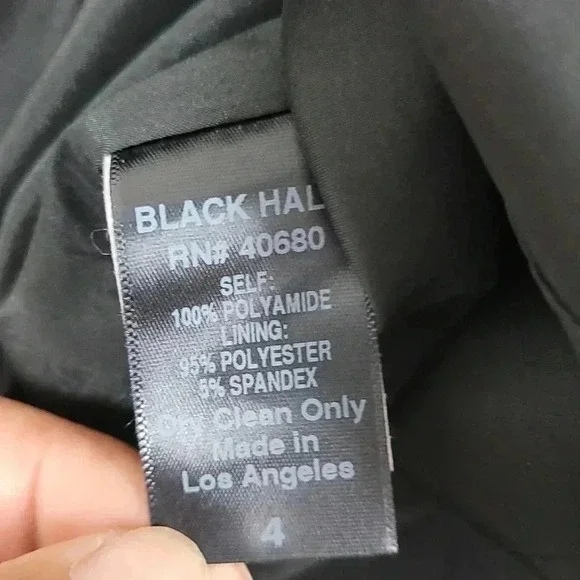 BLACK HAL
RN# 40680
SELF:
100% POLYAMIDE
LINING:
95% POLYESTER
5% SPANDEX
Dry Clean Only
Made in
Los Angeles
4